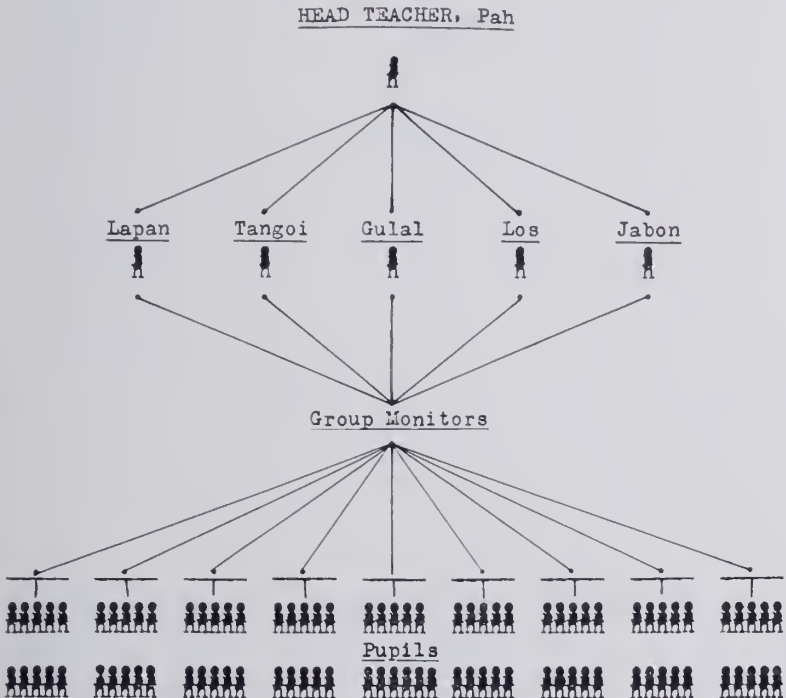 HEAD TEACHER, Pah
Lapan Tangoi Gulal Los Jabon
Group Monitors
Pupils